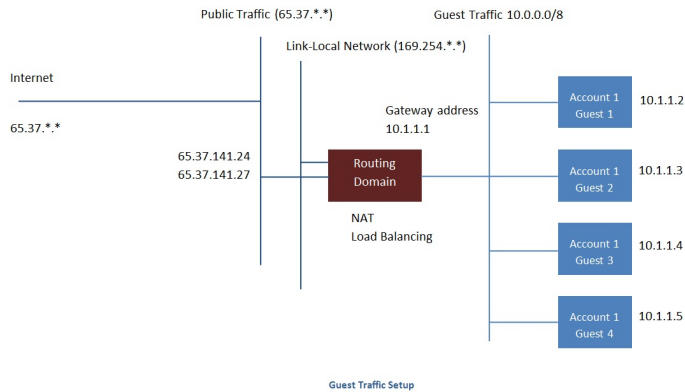 Public Traffic (65.37.*.*)
Guest Traffic 10.0.0.0/8
Link-Local Network (169.254.*.*)
Internet
65.37.*.*
Gateway address
10.1.1.1
65.37.141.24
65.37.141.27
Routing
Domain
NAT
Load Balancing
Account 1
Guest 1
10.1.1.2
Account 1
Guest 2
10.1.1.3
Account 1
Guest 3
10.1.1.4
Account 1
Guest 4
10.1.1.5
Guest Traffic Setup